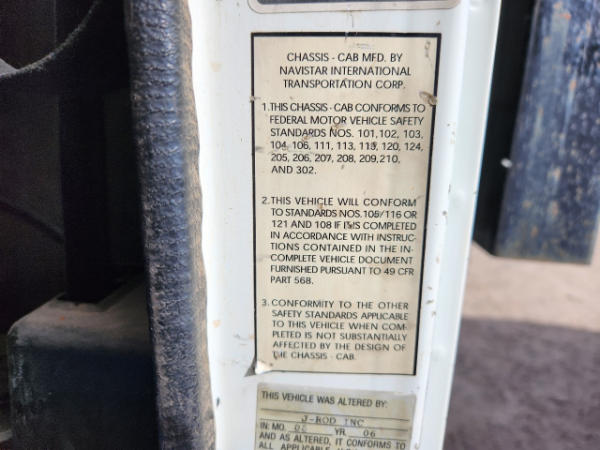 CHASSIS - CAB MFD. BY
NAVISTAR INTERNATIONAL
TRANSPORTATION CORP.
1. THIS CHASSIS - CAB CONFORMS TO
FEDERAL MOTOR VEHICLE SAFETY
STANDARDS NOS. 101, 102, 103,
104, 106, 111, 113, 115, 120, 124,
205, 206, 207, 208, 209, 210,
AND 302.
2. THIS VEHICLE WILL CONFORM
TO STANDARDS NOS. 105/116 OR
121 AND 108 IF IT IS COMPLETED
IN ACCORDANCE WITH INSTRUC-
TIONS CONTAINED IN THE IN-
COMPLETE VEHICLE DOCUMENT
FURNISHED PURSUANT TO 49 CFR
PART 568.
3. CONFORMITY TO THE OTHER
SAFETY STANDARDS APPLICABLE
TO THIS VEHICLE WHEN COM-
PLETED IS NOT SUBSTANTIALLY
AFFECTED BY THE DESIGN OF
THE CHASSIS - CAB.
THIS VEHICLE WAS ALTERED BY:
J-ROD INC
IN: MO. YR. 06
AND AS ALTERED, IT CONFORMS TO
ALL APPLICABLE